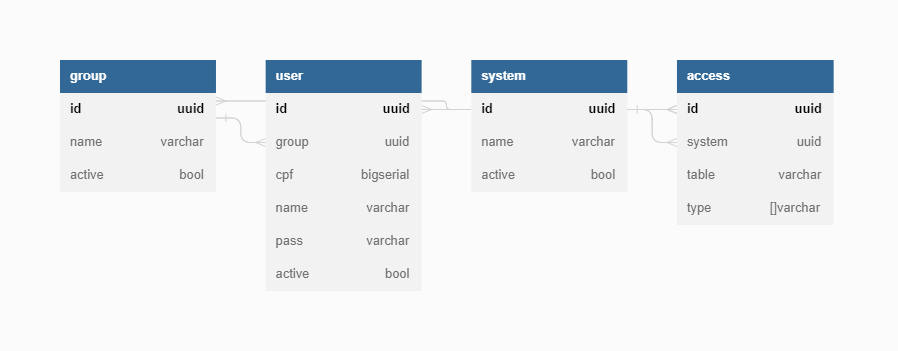 group
id uuid
name varchar
active bool
user
id uuid
group uuid
cpf bigserial
name varchar
pass varchar
active bool
system
id uuid
name varchar
active bool
access
id uuid
system uuid
table varchar
type []varchar